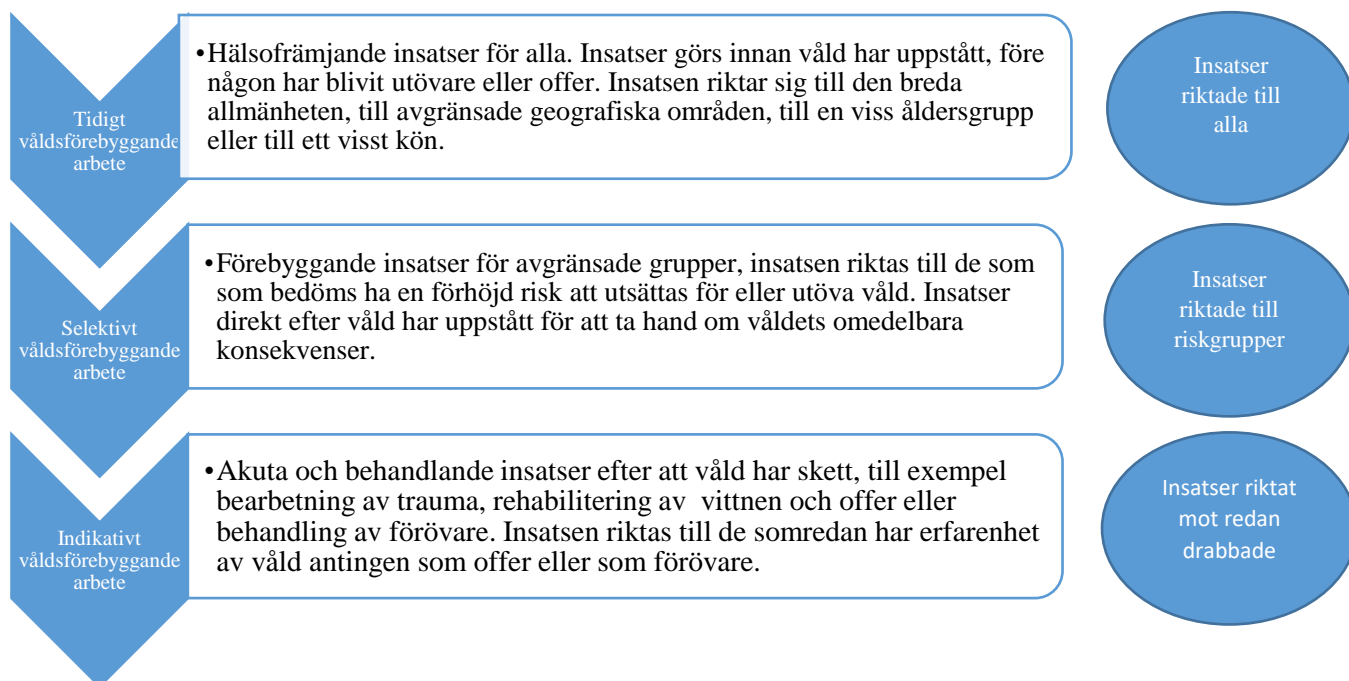 Tidigt
våldsförebyggande
arbete
•Hälsofrämjande insatser för alla. Insatser görs innan våld har uppstått, före
någon har blivit utövare eller offer. Insatsen riktar sig till den breda
allmänheten, till avgränsade geografiska områden, till en viss åldersgrupp
eller till ett visst kön.
Insatser
riktade till
alla
Selektivt
våldsförebyggande
arbete
•Förebyggande insatser för avgränsade grupper, insatsen riktas till de som
som bedöms ha en förhöjd risk att utsättas för eller utöva våld. Insatser
direkt efter våld har uppstått för att ta hand om våldets omedelbara
konsekvenser.
Insatser
riktade till
riskgrupper
Indikativt
våldsförebyggande
arbete
•Akuta och behandlande insatser efter att våld har skett, till exempel
bearbetning av trauma, rehabilitering av  vittnen och offer eller
behandling av förövare. Insatsen riktas till de somredan har erfarenhet
av våld antingen som offer eller som förövare.
Insatser riktat
mot redan
drabbade